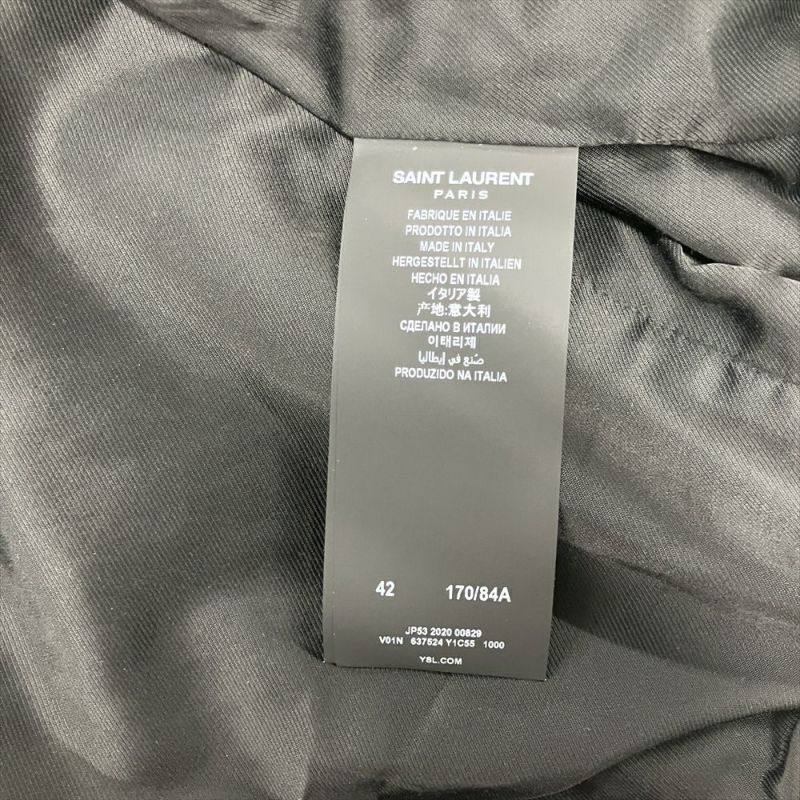 SAINT LAURENT
PARIS
FABRIQUE EN ITALIE
PRODOTTO IN ITALIA
MADE IN ITALY
HERGESTELLT IN ITALIEN
HECHO EN ITALIA
イタリア製
产地:意大利
СДЕЛАНО В ИТАЛИИ
이태리제
صُنع في إيطاليا
PRODUZIDO NA ITALIA
42 170/84A
JP53 2020 00829
V01N 637524 Y1C55 1000
YSL.COM